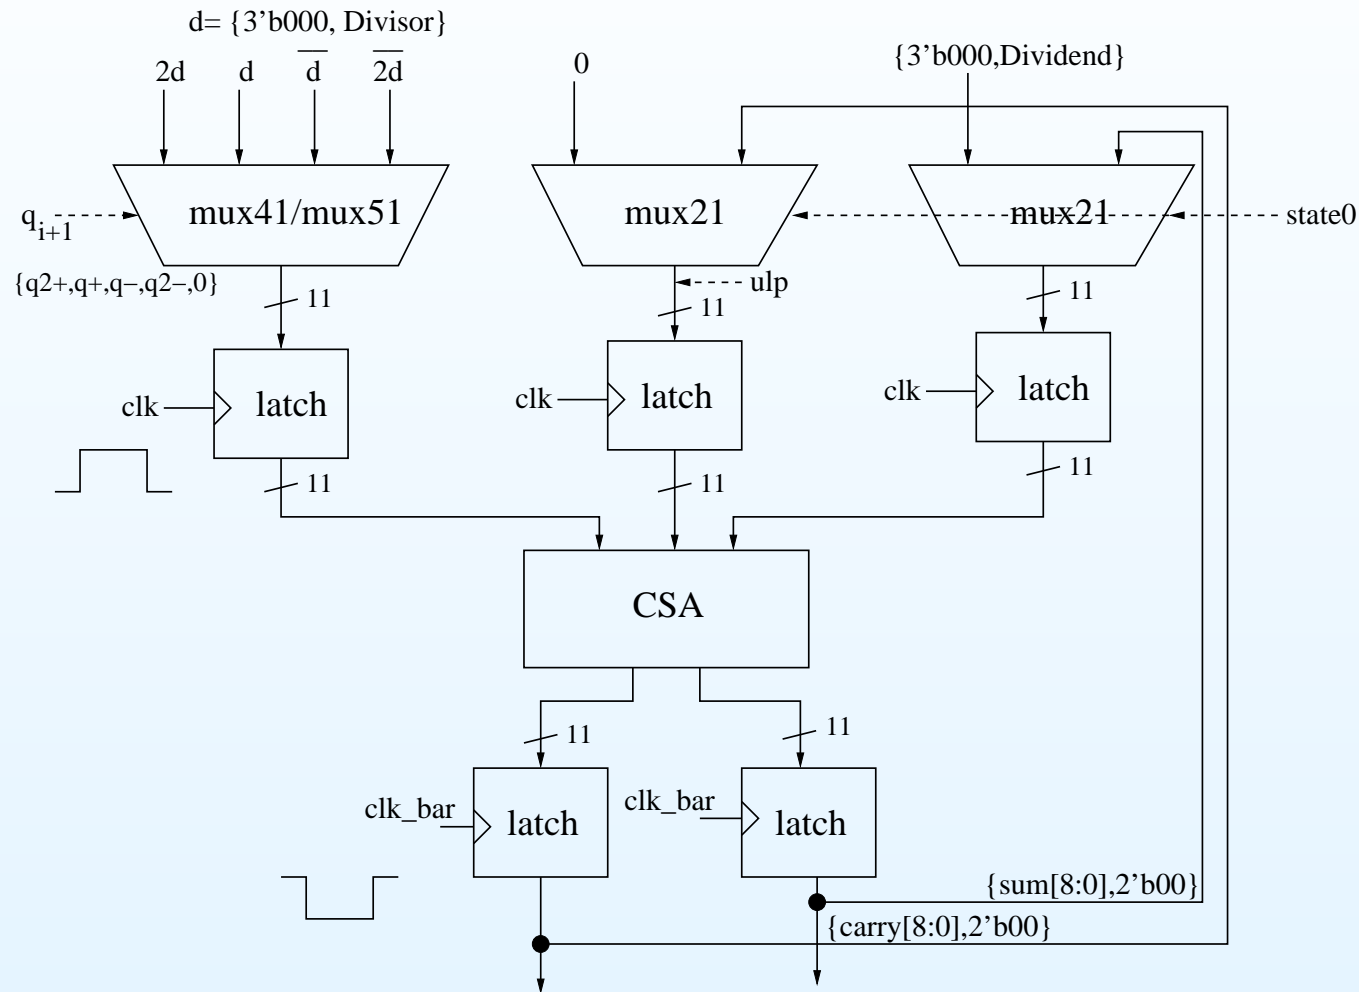 d= {3’b000, Divisor}
2d
d
d
2d
0
{3’b000,Dividend}
mux41/mux51
mux21
mux21
q i+1
state0
{q2+,q+,q−,q2−,0}
ulp
11
11
11
clk
latch
clk
latch
clk
latch
11
11
11
CSA
11
11
clk_bar
latch
clk_bar
latch
{sum[8:0],2’b00}
{carry[8:0],2’b00}